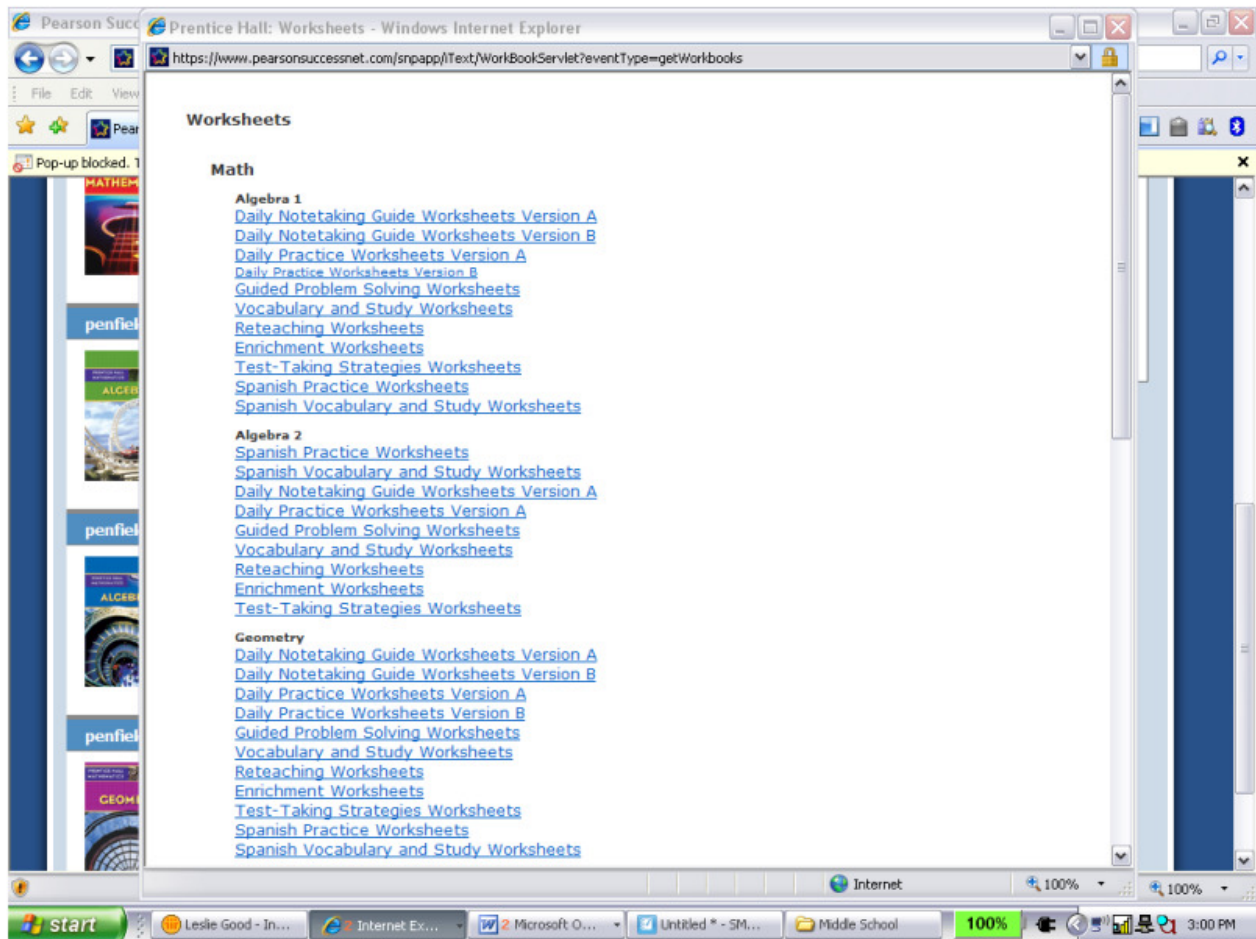 Pearson Succ
Prentice Hall: Worksheets - Windows Internet Explorer
https://www.pearsonsuccessnet.com/snpapp/iText/WorkBookServlet?eventType=getWorkbooks
File Edit View
Pear
Pop-up blocked. T
Worksheets
Math
Algebra 1
Daily Notetaking Guide Worksheets Version A
Daily Notetaking Guide Worksheets Version B
Daily Practice Worksheets Version A
Daily Practice Worksheets Version B
Guided Problem Solving Worksheets
Vocabulary and Study Worksheets
Reteaching Worksheets
Enrichment Worksheets
Test-Taking Strategies Worksheets
Spanish Practice Worksheets
Spanish Vocabulary and Study Worksheets
Algebra 2
Spanish Practice Worksheets
Spanish Vocabulary and Study Worksheets
Daily Notetaking Guide Worksheets Version A
Daily Practice Worksheets Version A
Guided Problem Solving Worksheets
Vocabulary and Study Worksheets
Reteaching Worksheets
Enrichment Worksheets
Test-Taking Strategies Worksheets
Geometry
Daily Notetaking Guide Worksheets Version A
Daily Notetaking Guide Worksheets Version B
Daily Practice Worksheets Version A
Daily Practice Worksheets Version B
Guided Problem Solving Worksheets
Vocabulary and Study Worksheets
Reteaching Worksheets
Enrichment Worksheets
Test-Taking Strategies Worksheets
Spanish Practice Worksheets
Spanish Vocabulary and Study Worksheets
MATHEM
penfiel
ALGEB
penfiel
ALGEB
penfiel
GEOM
Internet
100%
100%
start
Leslie Good - In...
2 Internet Ex...
2 Microsoft O...
Untitled * - SM...
Middle School
100%
3:00 PM